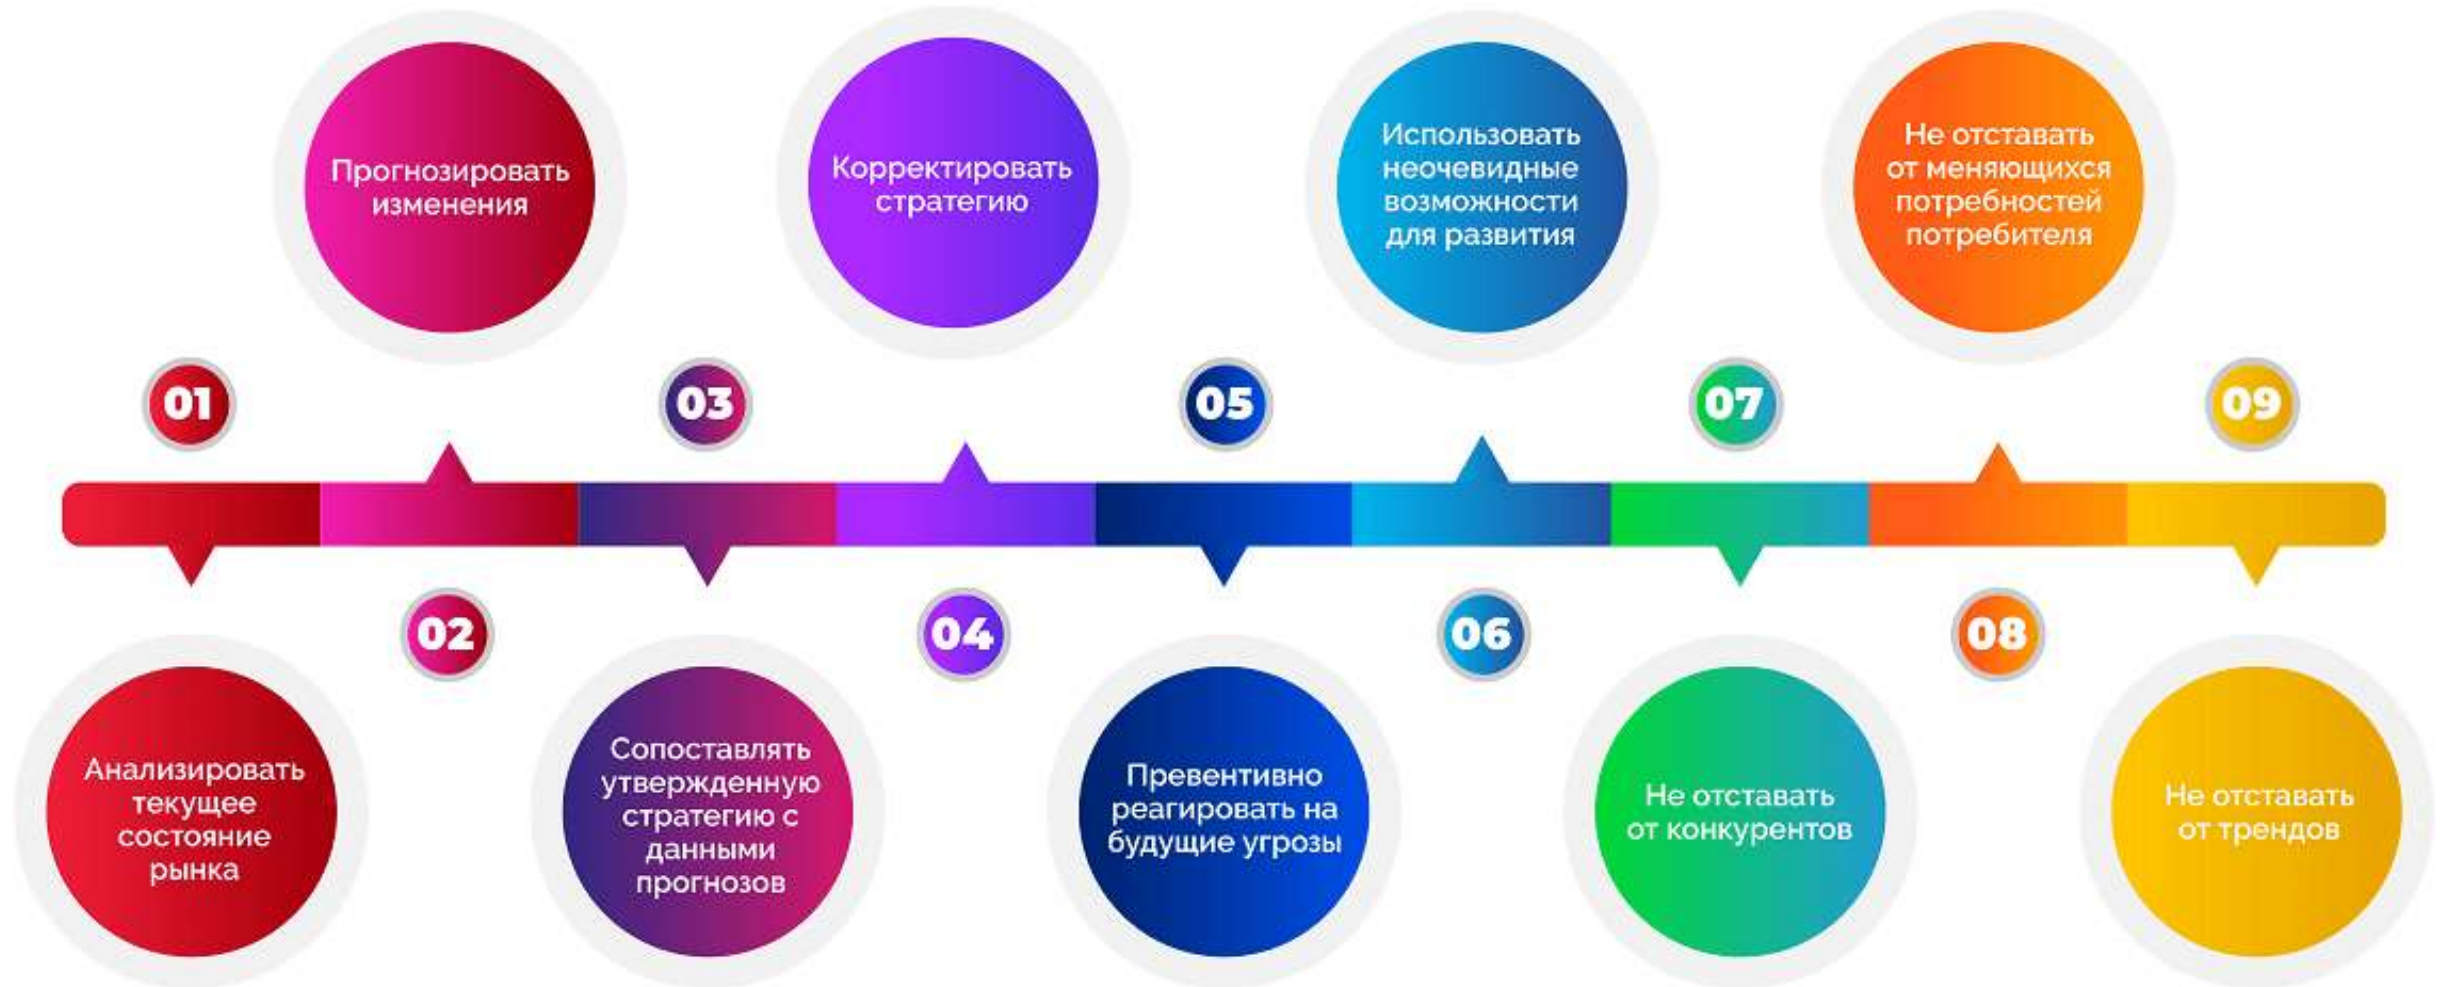 01
Анализировать
текущее
состояние
рынка
02
Прогнозировать
изменения
03
Сопоставлять
утвержденную
стратегию с
данными
прогнозов
04
Корректировать
стратегию
05
Превентивно
реагировать на
будущие угрозы
06
Использовать
неочевидные
возможности
для развития
07
Не отставать
от конкурентов
08
Не отставать
от меняющихся
потребностей
потребителя
09
Не отставать
от трендов